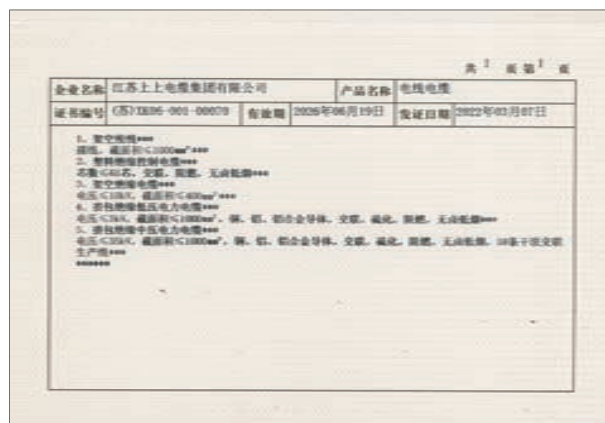 共 1 页 第 1 页
企业名称 江苏上上电缆集团有限公司 产品名称 电线电缆
证书编号 (苏)XK06-001-00070 有效期 2026年06月19日 发证日期 2022年03月07日
1、架空绞线***
接线，截面积≤1000mm²***
2、塑料绝缘控制电缆***
芯数≤61芯，交联，阻燃，无卤低烟***
3、架空绝缘电缆***
电压≤10kV，截面积≤400mm²***
4、挤包绝缘低压电力电缆***
电压≤3kV，截面积≤1000mm²，铜、铝、铝合金导体，交联，硫化，阻燃，无卤低烟***
5、挤包绝缘中压电力电缆***
电压≤35kV，截面积≤1000mm²，铜、铝、铝合金导体，交联，硫化，阻燃，无卤低烟，10条干法交联
生产线***
******